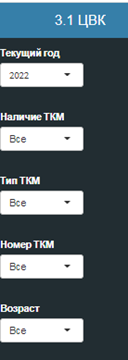 3.1 ЦВК
Текущий год
2022
Наличие ТКМ
Все
Тип ТКМ
Все
Номер ТКМ
Все
Возраст
Все